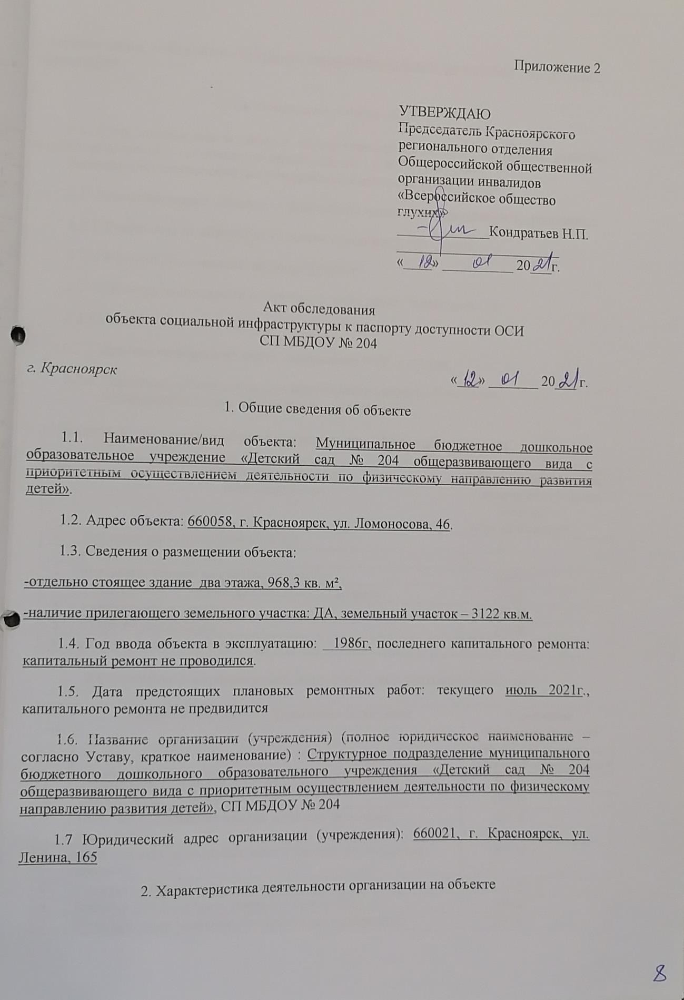 Приложение 2
УТВЕРЖДАЮ
Председатель Красноярского
регионального отделения
Общероссийской общественной
организации инвалидов
«Всероссийское общество
глухих»
____________Кондратьев Н.П.
«_12_» ___01___ 20_21_г.
Акт обследования
объекта социальной инфраструктуры к паспорту доступности ОСИ
СП МБДОУ № 204
г. Красноярск
«_12_» __01__ 20_21_г.
1. Общие сведения об объекте
1.1. Наименование/вид объекта: Муниципальное бюджетное дошкольное
образовательное учреждение «Детский сад № 204 общеразвивающего вида с
приоритетным осуществлением деятельности по физическому направлению развития
детей».
1.2. Адрес объекта: 660058, г. Красноярск, ул. Ломоносова, 46.
1.3. Сведения о размещении объекта:
-отдельно стоящее здание два этажа, 968,3 кв. м²,
-наличие прилегающего земельного участка: ДА, земельный участок – 3122 кв.м.
1.4. Год ввода объекта в эксплуатацию: 1986г, последнего капитального ремонта:
капитальный ремонт не проводился.
1.5. Дата предстоящих плановых ремонтных работ: текущего июль 2021г.,
капитального ремонта не предвидится
1.6. Название организации (учреждения) (полное юридическое наименование –
согласно Уставу, краткое наименование) : Структурное подразделение муниципального
бюджетного дошкольного образовательного учреждения «Детский сад № 204
общеразвивающего вида с приоритетным осуществлением деятельности по физическому
направлению развития детей», СП МБДОУ № 204
1.7 Юридический адрес организации (учреждения): 660021, г. Красноярск, ул.
Ленина, 165
2. Характеристика деятельности организации на объекте
8